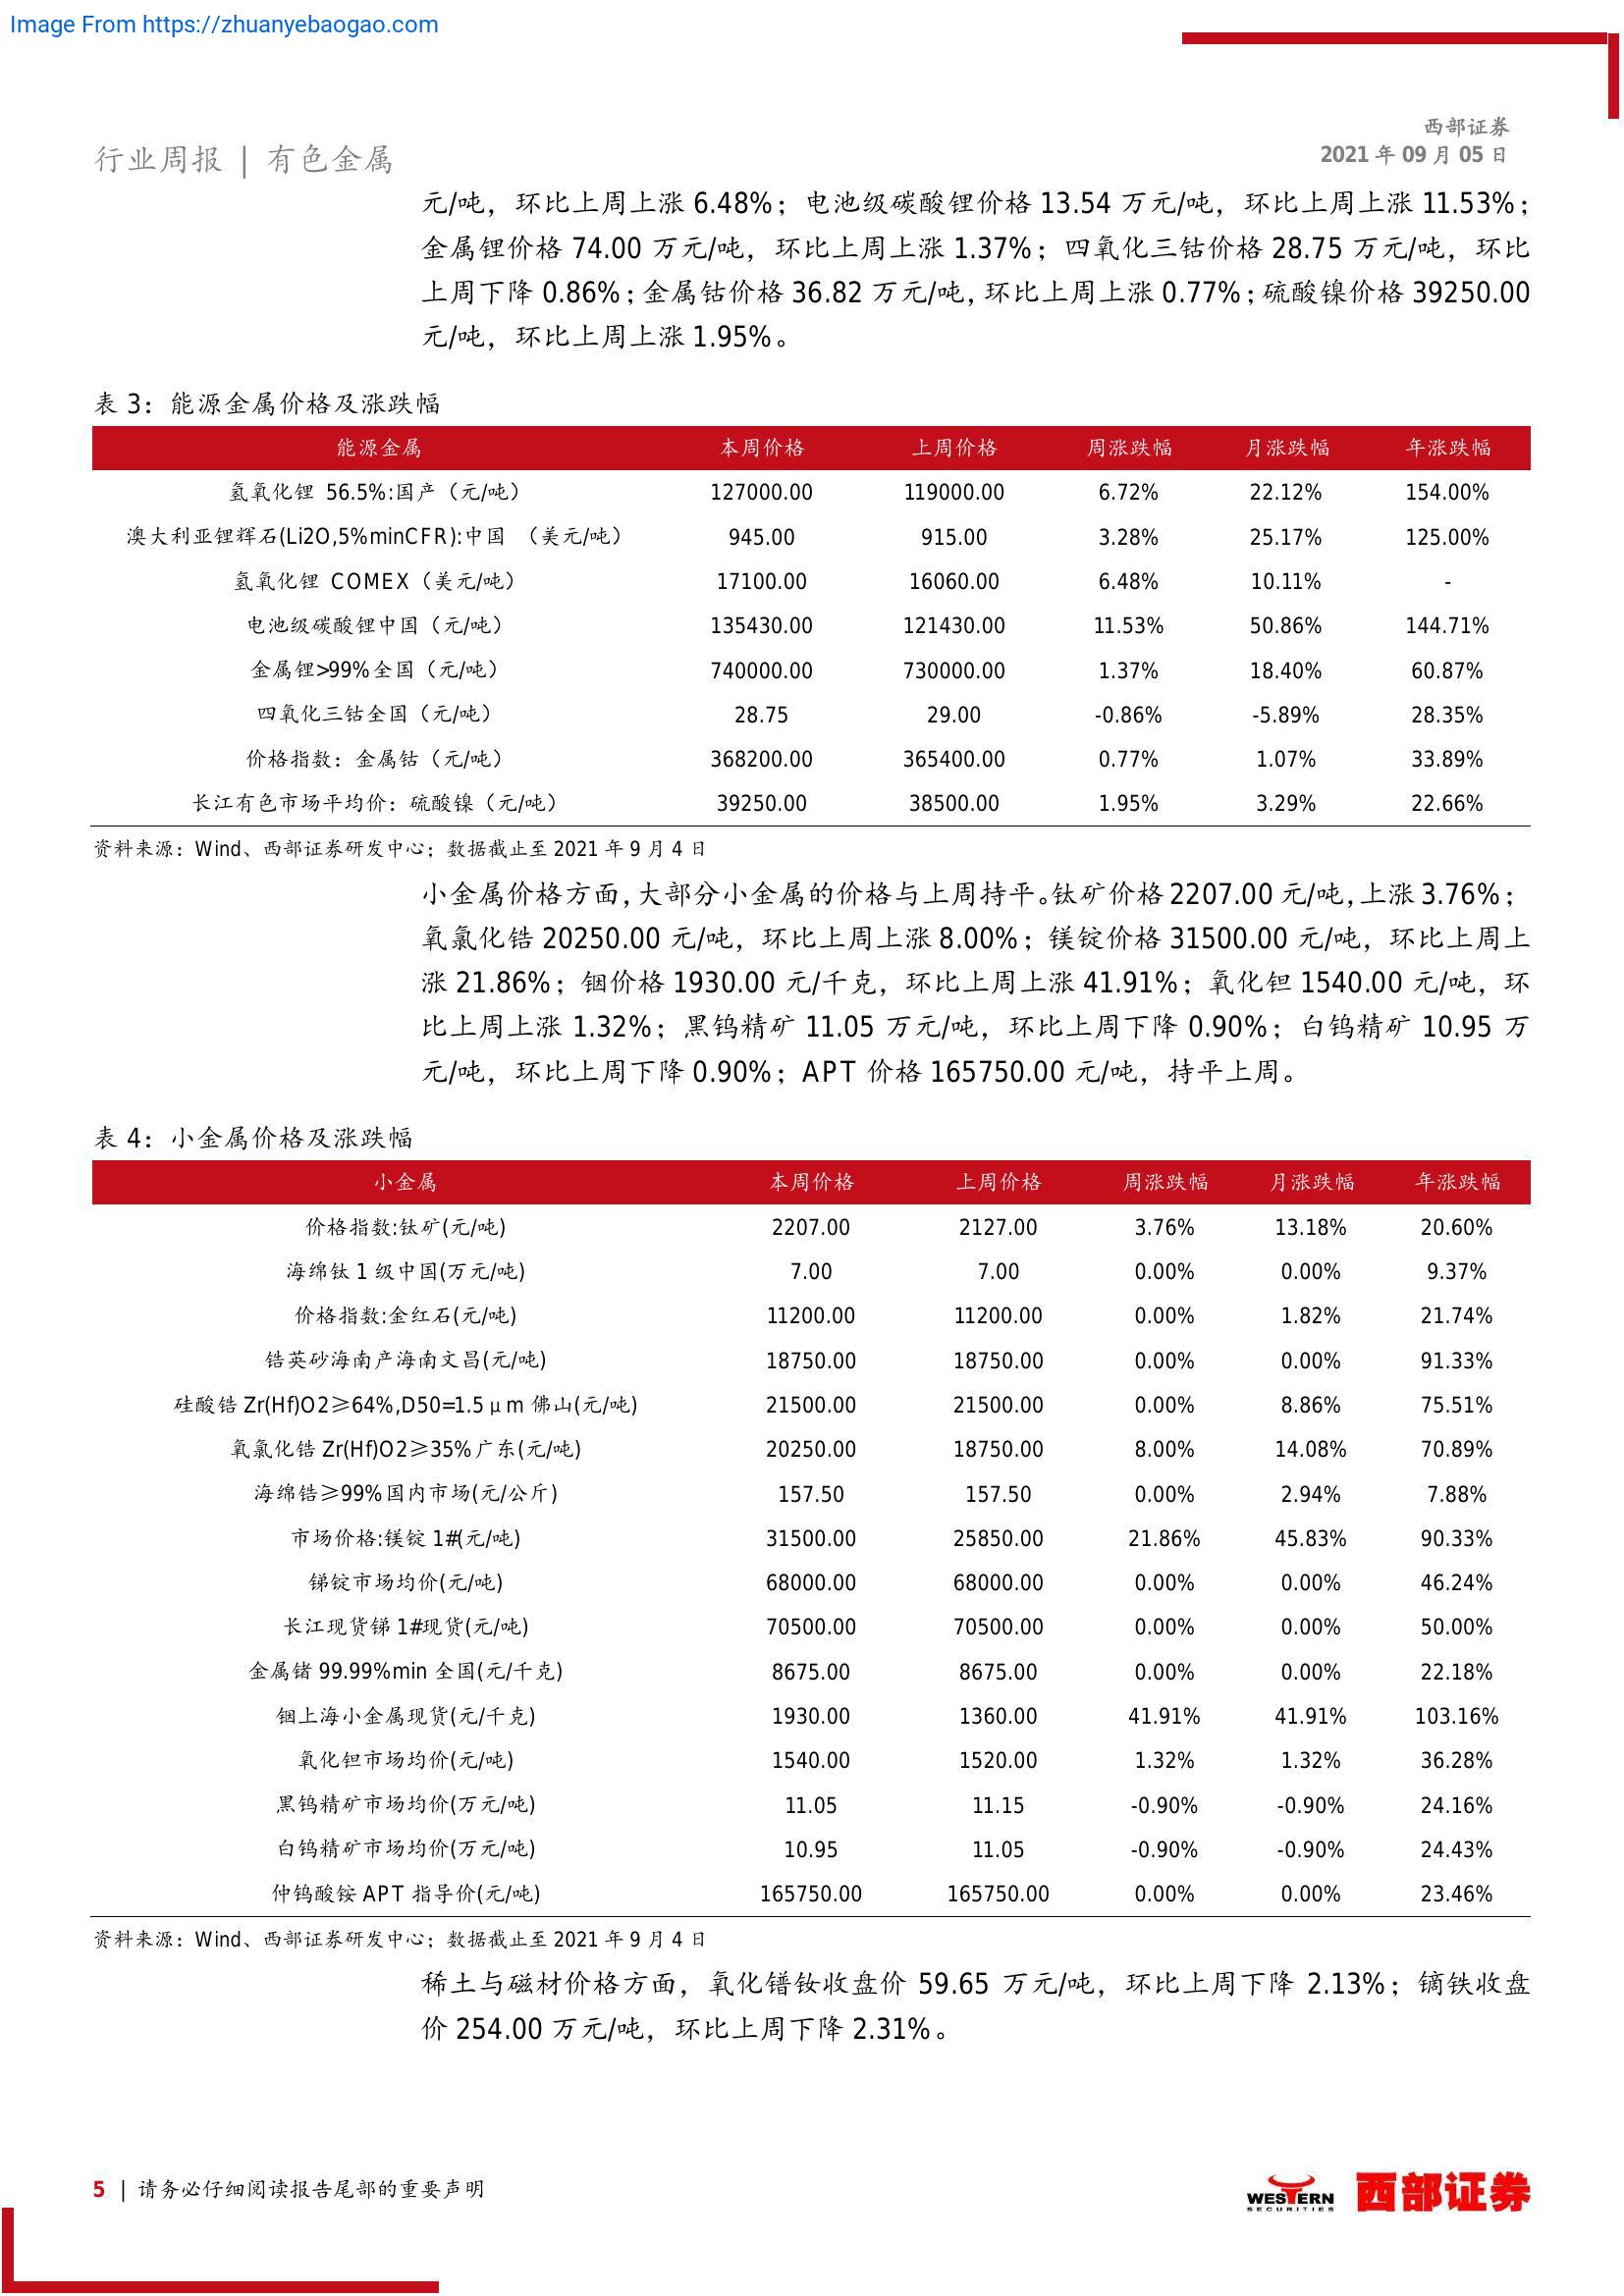 Image From https://zhuanyebaogao.com
西部证券
2021 年 09 月 05 日
行业周报 | 有色金属
元/吨，环比上周上涨 6.48%；电池级碳酸锂价格 13.54 万元/吨，环比上周上涨 11.53%；
金属锂价格 74.00 万元/吨，环比上周上涨 1.37%；四氧化三钴价格 28.75 万元/吨，环比
上周下降 0.86%；金属钴价格 36.82 万元/吨，环比上周上涨 0.77%；硫酸镍价格 39250.00
元/吨，环比上周上涨 1.95%。
表 3：能源金属价格及涨跌幅
能源金属 本周价格 上周价格 周涨跌幅 月涨跌幅 年涨跌幅
氢氧化锂 56.5%:国产（元/吨） 127000.00 119000.00 6.72% 22.12% 154.00%
澳大利亚锂辉石(Li2O,5%minCFR):中国 （美元/吨） 945.00 915.00 3.28% 25.17% 125.00%
氢氧化锂 COMEX（美元/吨） 17100.00 16060.00 6.48% 10.11% -
电池级碳酸锂中国（元/吨） 135430.00 121430.00 11.53% 50.86% 144.71%
金属锂>99%全国（元/吨） 740000.00 730000.00 1.37% 18.40% 60.87%
四氧化三钴全国（元/吨） 28.75 29.00 -0.86% -5.89% 28.35%
价格指数：金属钴（元/吨） 368200.00 365400.00 0.77% 1.07% 33.89%
长江有色市场平均价：硫酸镍（元/吨） 39250.00 38500.00 1.95% 3.29% 22.66%
资料来源：Wind、西部证券研发中心；数据截止至 2021 年 9 月 4 日
小金属价格方面，大部分小金属的价格与上周持平。钛矿价格 2207.00 元/吨，上涨 3.76%；
氧氯化锆 20250.00 元/吨，环比上周上涨 8.00%；镁锭价格 31500.00 元/吨，环比上周上
涨 21.86%；铟价格 1930.00 元/千克，环比上周上涨 41.91%；氧化钽 1540.00 元/吨，环
比上周上涨 1.32%；黑钨精矿 11.05 万元/吨，环比上周下降 0.90%；白钨精矿 10.95 万
元/吨，环比上周下降 0.90%；APT 价格 165750.00 元/吨，持平上周。
表 4：小金属价格及涨跌幅
小金属 本周价格 上周价格 周涨跌幅 月涨跌幅 年涨跌幅
价格指数:钛矿(元/吨) 2207.00 2127.00 3.76% 13.18% 20.60%
海绵钛 1 级中国(万元/吨) 7.00 7.00 0.00% 0.00% 9.37%
价格指数:金红石(元/吨) 11200.00 11200.00 0.00% 1.82% 21.74%
锆英砂海南产海南文昌(元/吨) 18750.00 18750.00 0.00% 0.00% 91.33%
硅酸锆 Zr(Hf)O2≥64%,D50=1.5μm 佛山(元/吨) 21500.00 21500.00 0.00% 8.86% 75.51%
氧氯化锆 Zr(Hf)O2≥35%广东(元/吨) 20250.00 18750.00 8.00% 14.08% 70.89%
海绵锆≥99%国内市场(元/公斤) 157.50 157.50 0.00% 2.94% 7.88%
市场价格:镁锭 1#(元/吨) 31500.00 25850.00 21.86% 45.83% 90.33%
锑锭市场均价(元/吨) 68000.00 68000.00 0.00% 0.00% 46.24%
长江现货锑 1#现货(元/吨) 70500.00 70500.00 0.00% 0.00% 50.00%
金属锗 99.99%min 全国(元/千克) 8675.00 8675.00 0.00% 0.00% 22.18%
铟上海小金属现货(元/千克) 1930.00 1360.00 41.91% 41.91% 103.16%
氧化钽市场均价(元/吨) 1540.00 1520.00 1.32% 1.32% 36.28%
黑钨精矿市场均价(万元/吨) 11.05 11.15 -0.90% -0.90% 24.16%
白钨精矿市场均价(万元/吨) 10.95 11.05 -0.90% -0.90% 24.43%
仲钨酸铵 APT 指导价(元/吨) 165750.00 165750.00 0.00% 0.00% 23.46%
资料来源：Wind、西部证券研发中心；数据截止至 2021 年 9 月 4 日
稀土与磁材价格方面，氧化镨钕收盘价 59.65 万元/吨，环比上周下降 2.13%；镝铁收盘
价 254.00 万元/吨，环比上周下降 2.31%。
5 | 请务必仔细阅读报告尾部的重要声明
WESTERN
SECURITIES
西部证券